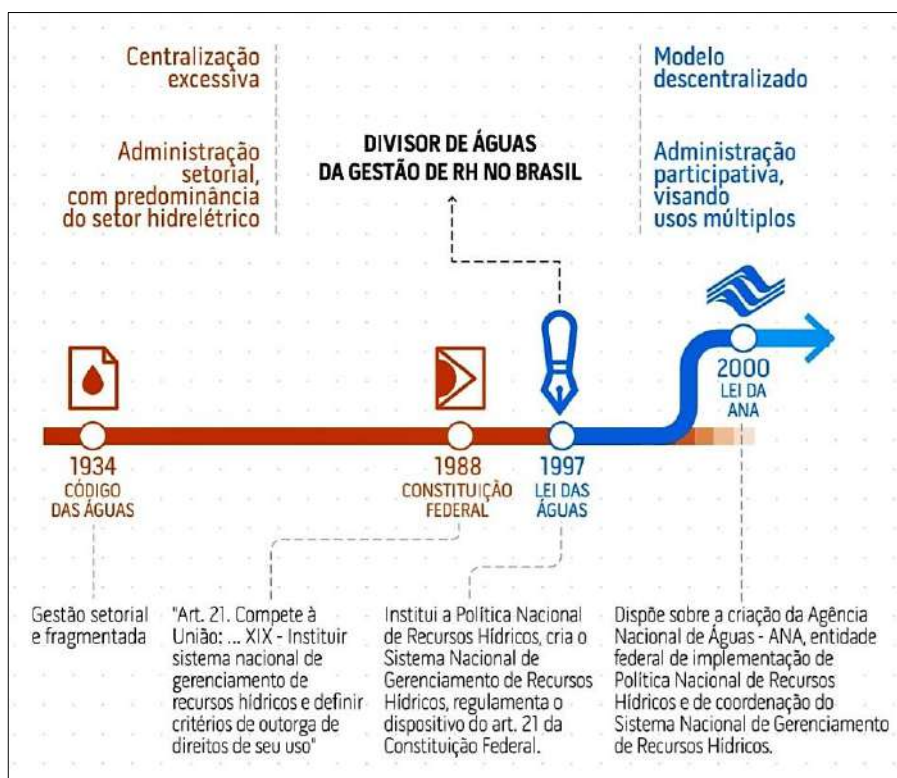 Centralização
excessiva
Administração
setorial,
com predominância
do setor hidrelétrico
DIVISOR DE ÁGUAS
DA GESTÃO DE RH NO BRASIL
Modelo
descentralizado
Administração
participativa,
visando
usos múltiplos
1934
CÓDIGO
DAS ÁGUAS
1988
CONSTITUIÇÃO
FEDERAL
1997
LEI DAS
ÁGUAS
2000
LEI DA
ANA
Gestão setorial
e fragmentada
"Art. 21. Compete à
União: ... XIX - Instituir
sistema nacional de
gerenciamento de
recursos hídricos e definir
critérios de outorga de
direitos de seu uso"
Institui a Política Nacional
de Recursos Hídricos, cria o
Sistema Nacional de
Gerenciamento de Recursos
Hídricos, regulamenta o
dispositivo do art. 21 da
Constituição Federal.
Dispõe sobre a criação da Agência
Nacional de Águas - ANA, entidade
federal de implementação de
Política Nacional de Recursos
Hídricos e de coordenação do
Sistema Nacional de Gerenciamento
de Recursos Hídricos.